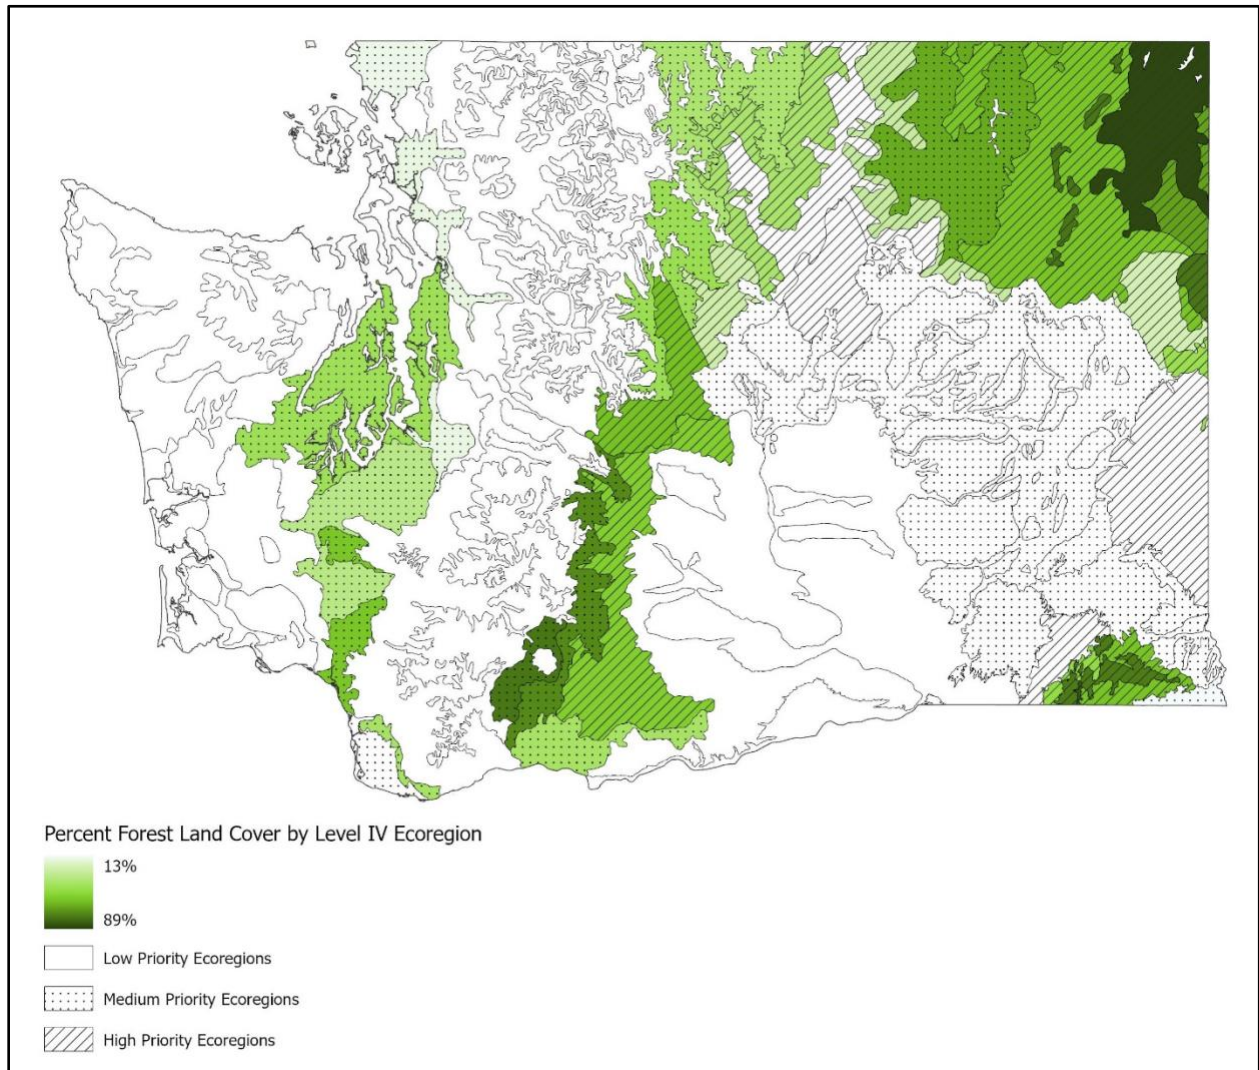 Percent Forest Land Cover by Level IV Ecoregion
13%
89%
Low Priority Ecoregions
Medium Priority Ecoregions
High Priority Ecoregions